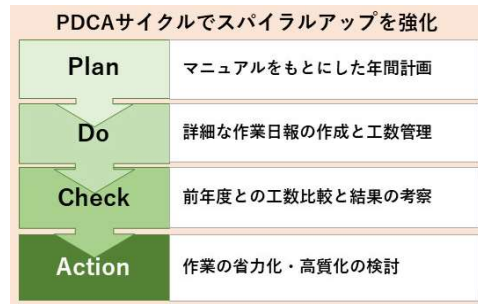 PDCAサイクルでスパイラルアップを強化
Plan
マニュアルをもとにした年間計画
Do
詳細な作業日報の作成と工数管理
Check
前年度との工数比較と結果の考察
Action
作業の省力化・高質化の検討